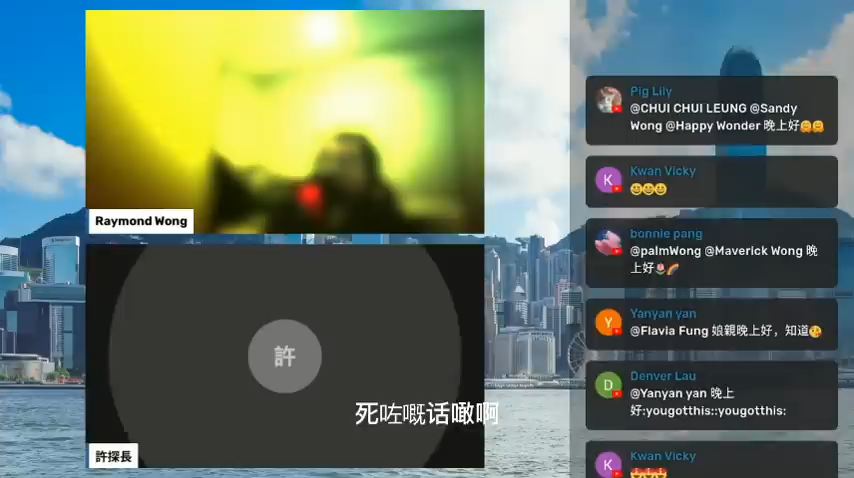 Raymond Wong
許
許探長
死咗嘅话噉啊
Pig Lily
@CHUI CHUI LEUNG @Sandy
Wong @Happy Wonder 晚上好🤗🤗
K
Kwan Vicky
😀😀😀
bonnie pang
@palmWong @Maverick Wong 晚
上好🌷🌈
Y
Yanyan yan
@Flavia Fung 娘親晚上好，知道😘
D
Denver Lau
@Yanyan yan 晚上
好:yougotthis::yougotthis:
K
Kwan Vicky